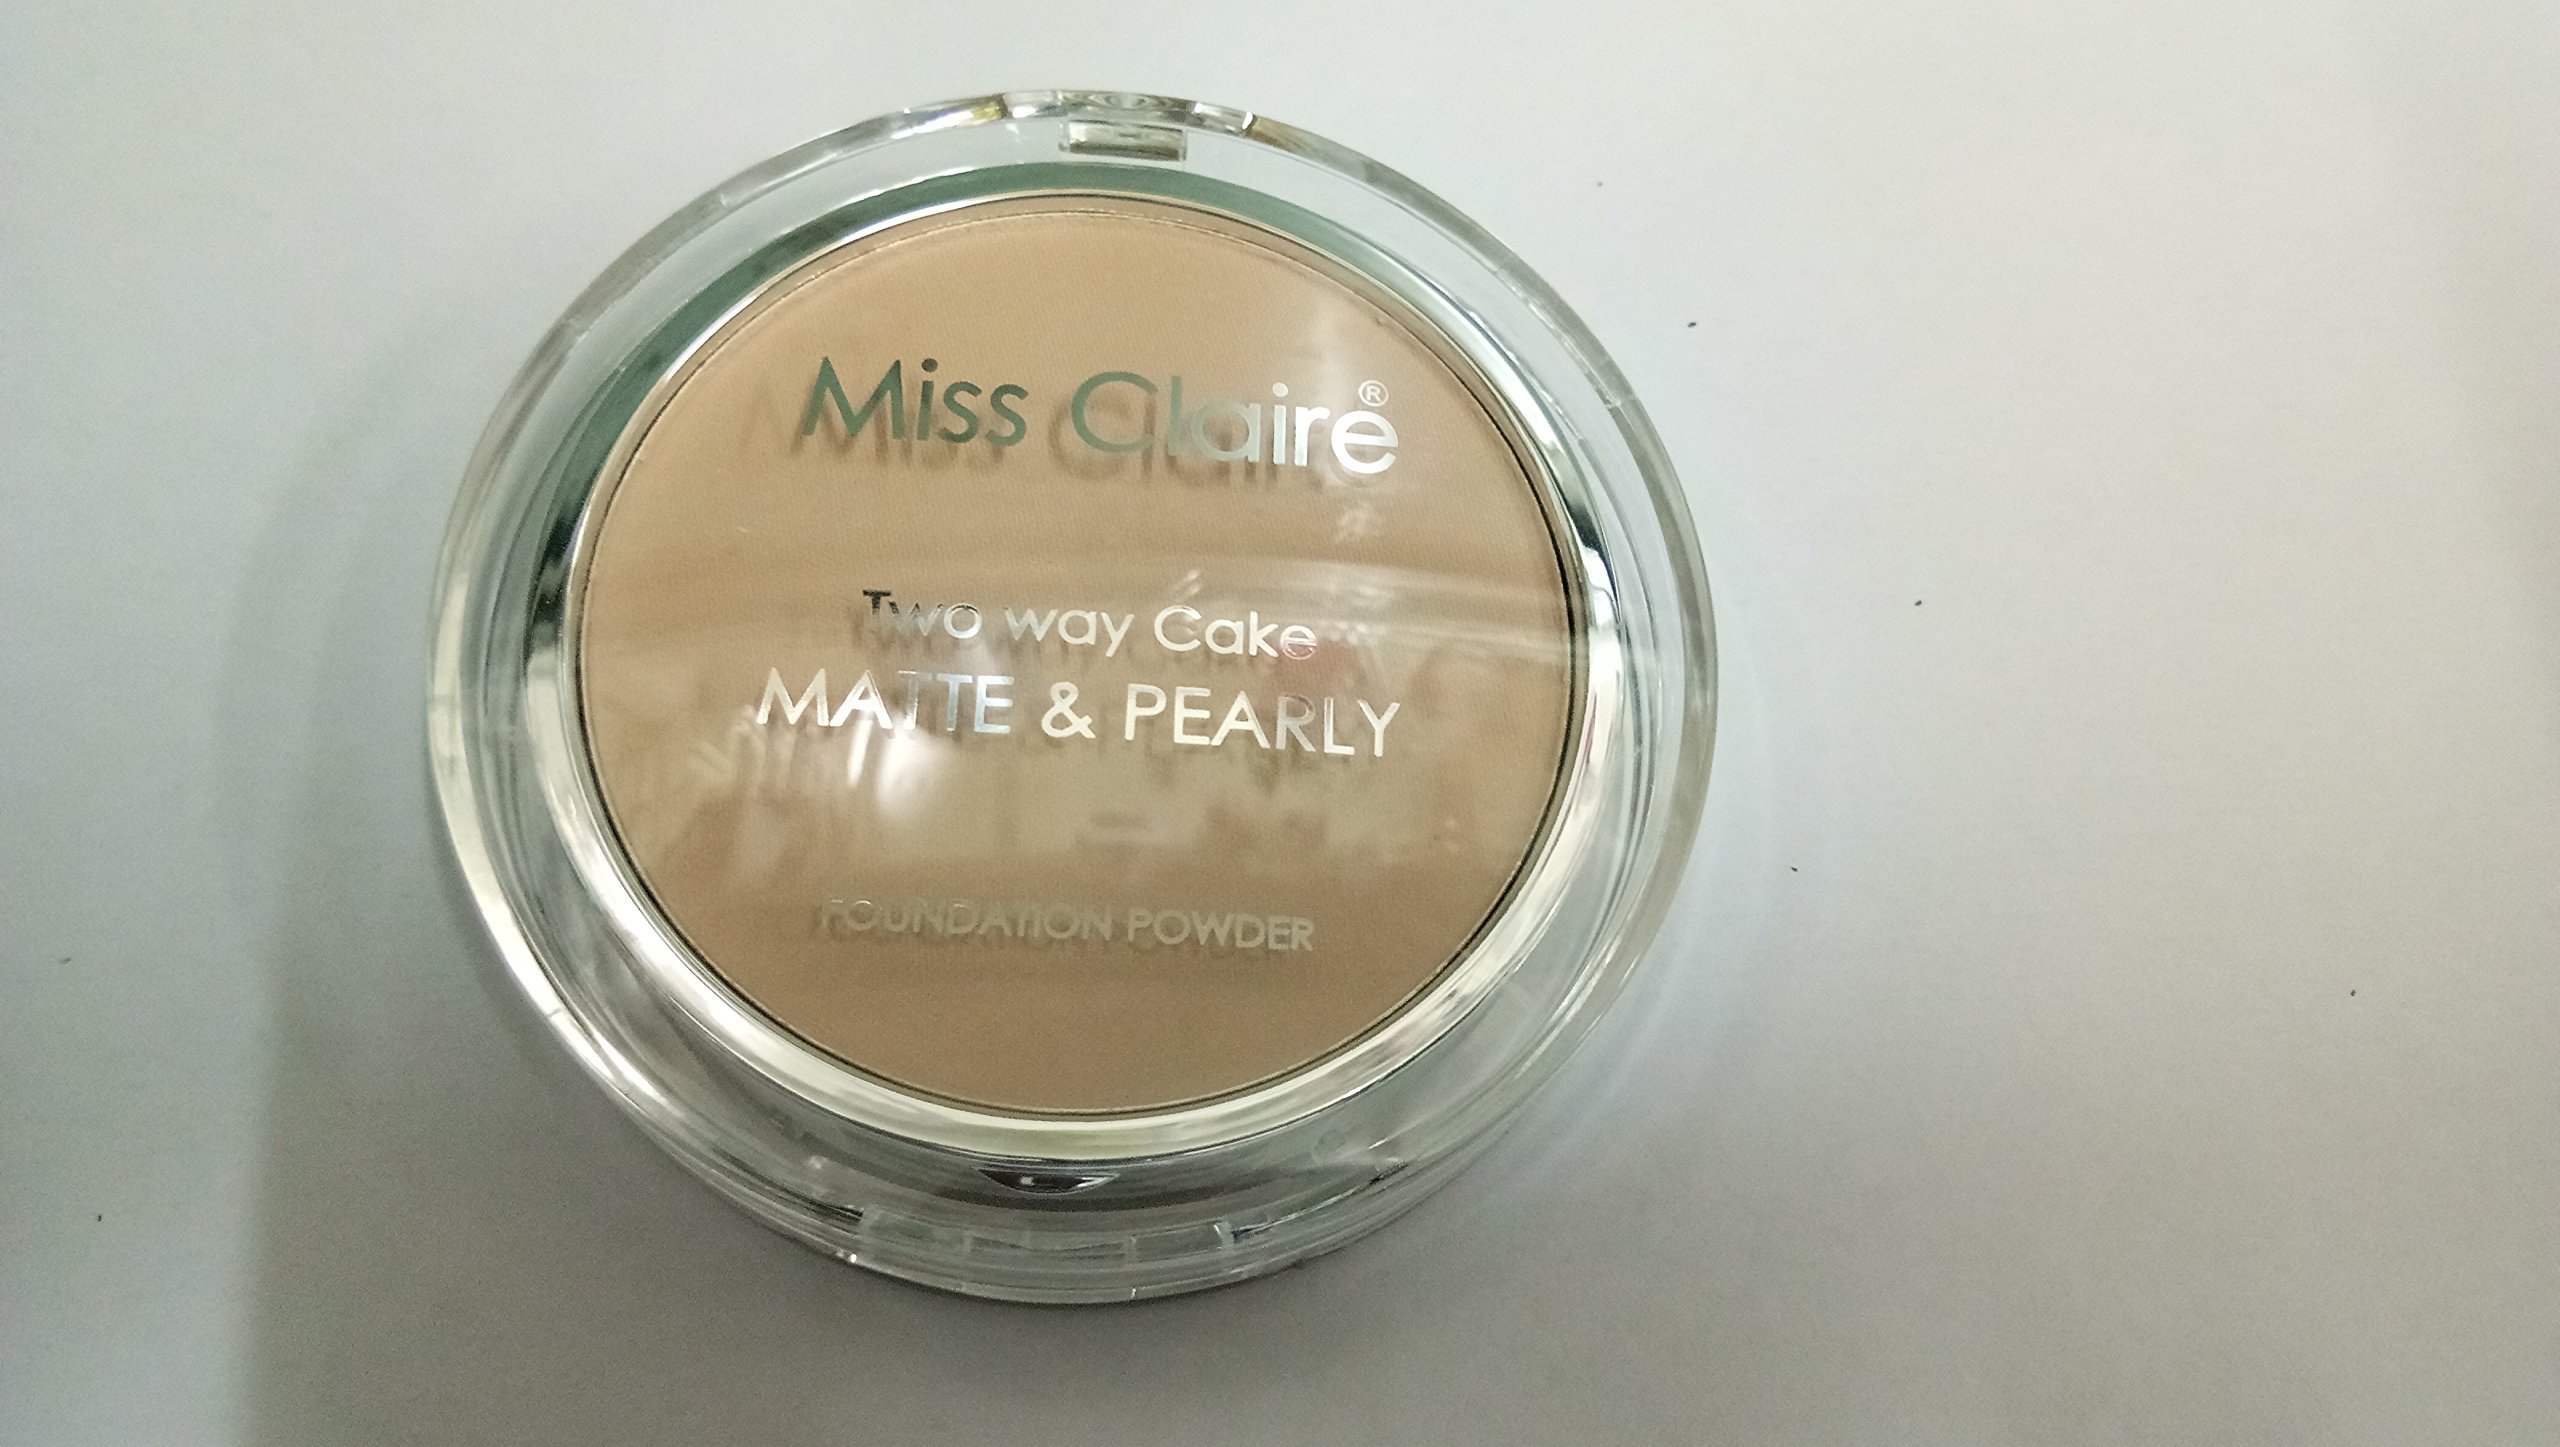 Miss Claire®
Two way Cake
MATTE & PEARLY
FOUNDATION POWDER